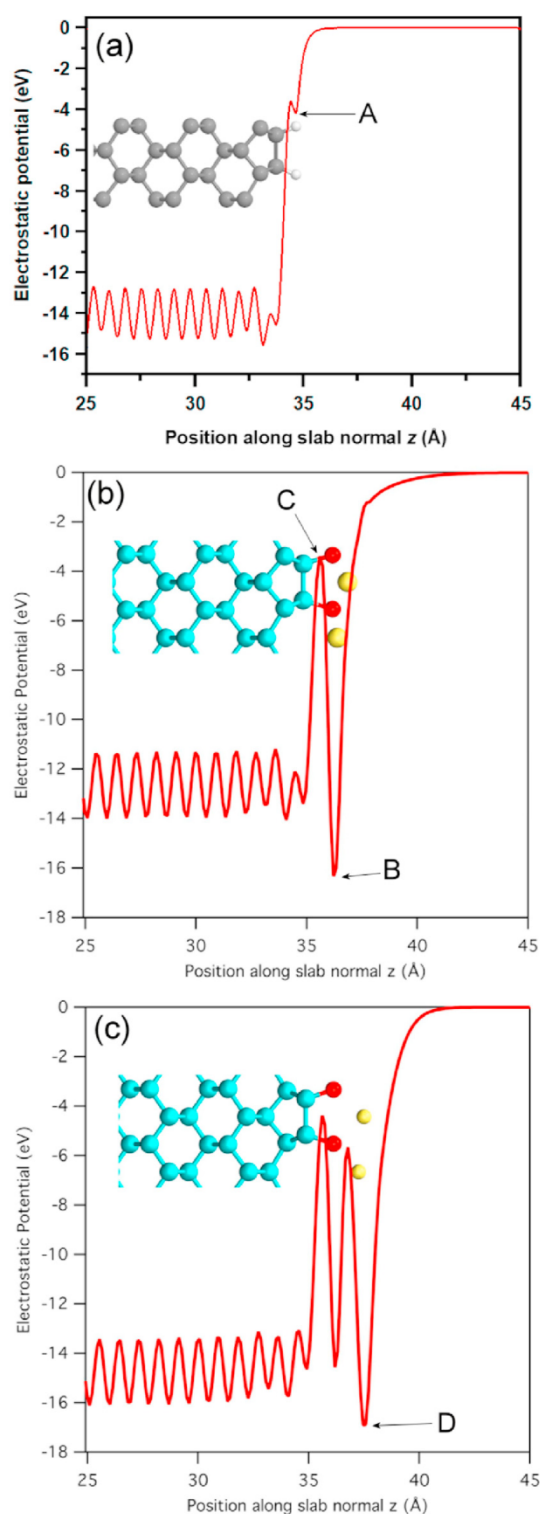 (a)
0
-2
-4
-6
-8
-10
-12
-14
-16
A
Electrostatic potential (eV)
25 30 35 40 45
Position along slab normal z (Å)
(b)
0
-2
-4
-6
-8
-10
-12
-14
-16
-18
C
B
Electrostatic Potential (eV)
25 30 35 40 45
Position along slab normal z (Å)
(c)
0
-2
-4
-6
-8
-10
-12
-14
-16
-18
D
Electrostatic Potential (eV)
25 30 35 40 45
Position along slab normal z (Å)